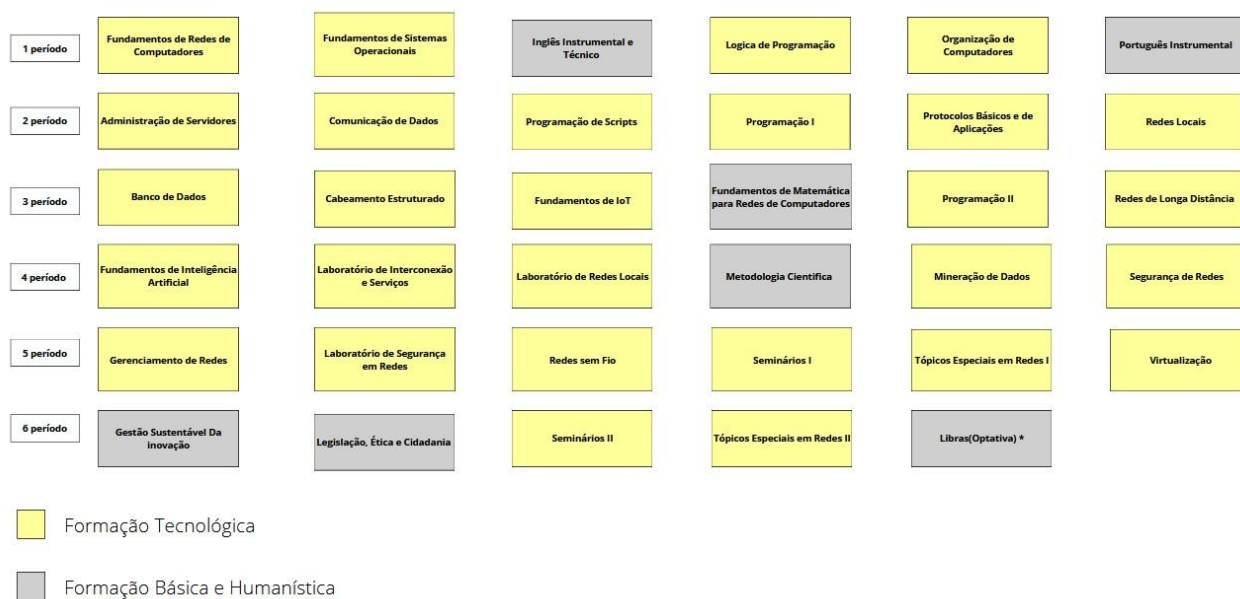 1 período
Fundamentos de Redes de
Computadores
Fundamentos de Sistemas
Operacionais
Inglês Instrumental e
Técnico
Logica de Programação
Organização de
Computadores
Português Instrumental
2 período
Administração de Servidores
Comunicação de Dados
Programação de Scripts
Programação I
Protocolos Básicos e de
Aplicações
Redes Locais
3 período
Banco de Dados
Cabeamento Estruturado
Fundamentos de IoT
Fundamentos de Matemática
para Redes de Computadores
Programação II
Redes de Longa Distância
4 período
Fundamentos de Inteligência
Artificial
Laboratório de Interconexão
e Serviços
Laboratório de Redes Locais
Metodologia Cientifica
Mineração de Dados
Segurança de Redes
5 período
Gerenciamento de Redes
Laboratório de Segurança
em Redes
Redes sem Fio
Seminários I
Tópicos Especiais em Redes I
Virtualização
6 período
Gestão Sustentável Da
inovação
Legislação, Ética e Cidadania
Seminários II
Tópicos Especiais em Redes II
Libras(Optativa) *
Formação Tecnológica
Formação Básica e Humanística